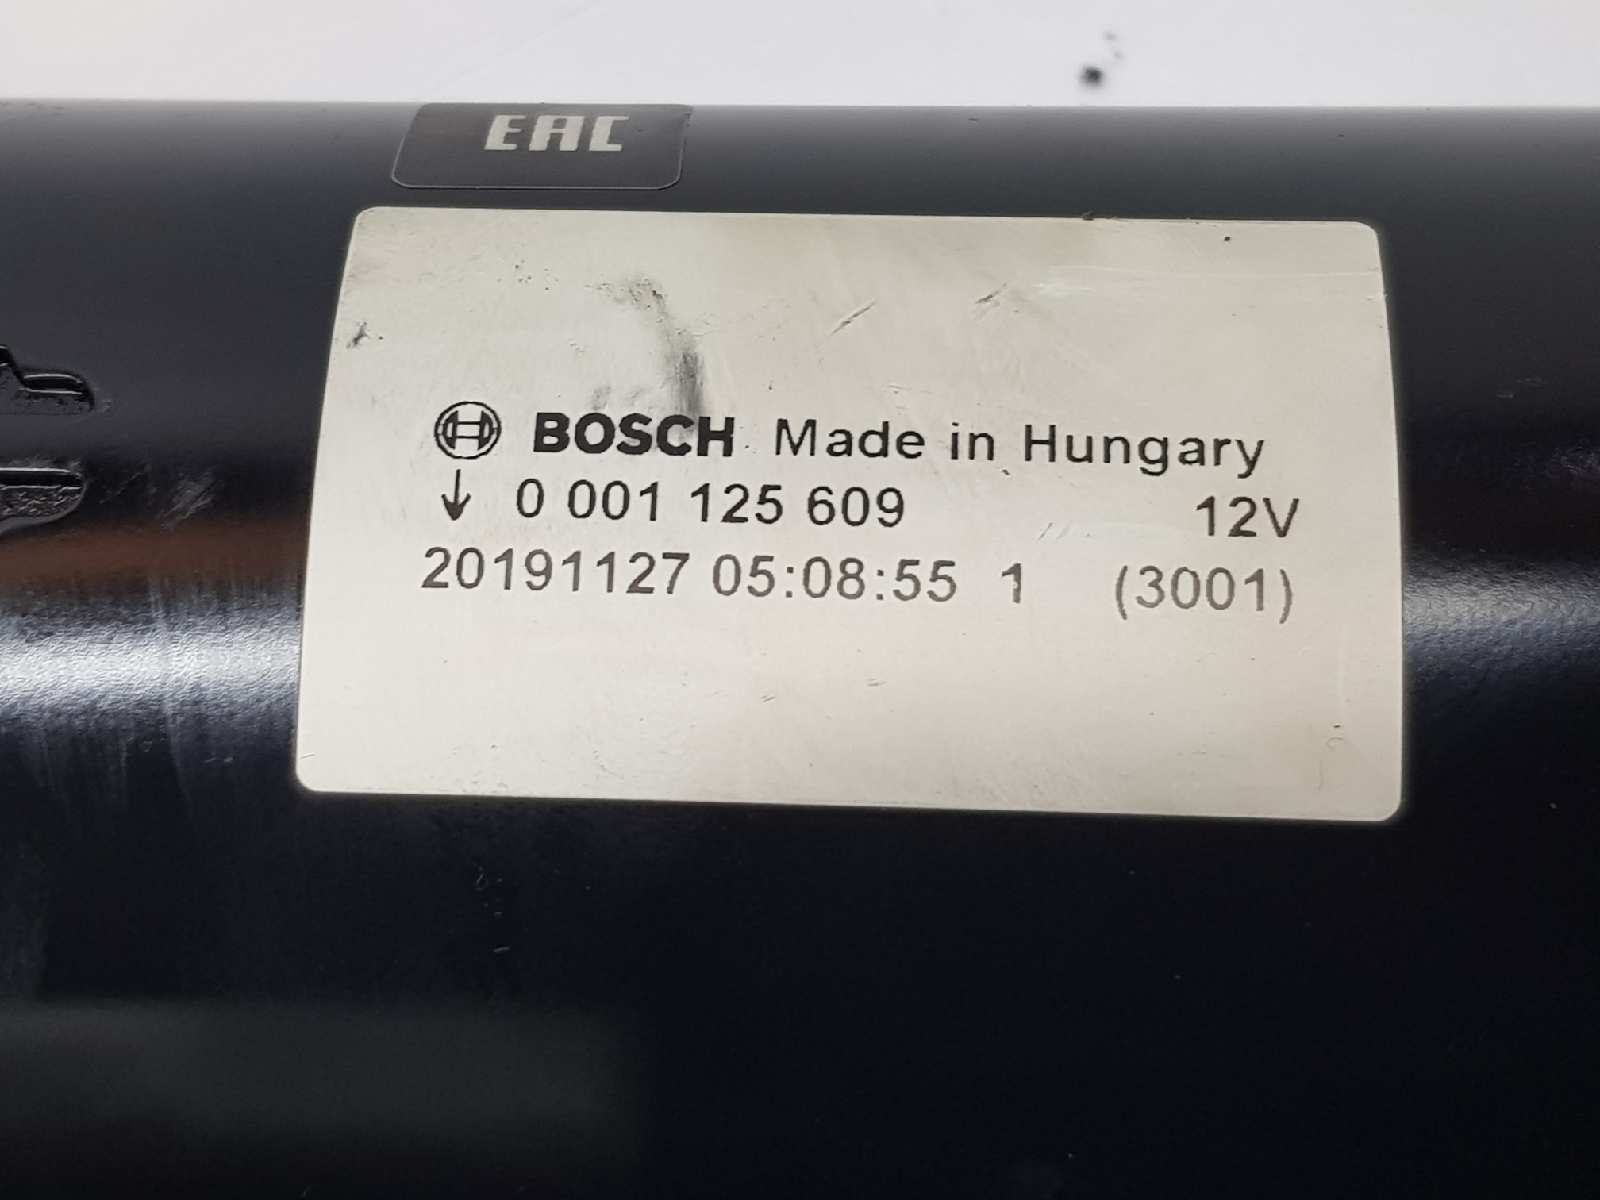 EAC
BOSCH Made in Hungary
↓ 0 001 125 609 12V
20191127 05:08:55 1 (3001)